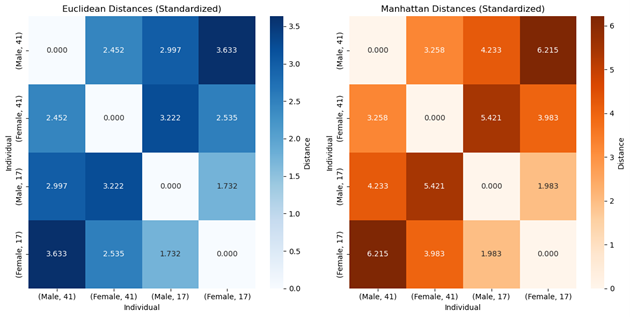 Euclidean Distances (Standardized)
(Male, 41)
(Female, 41)
(Male, 17)
(Female, 17)
Individual
0.000 2.452 2.997 3.633
2.452 0.000 3.222 2.535
2.997 3.222 0.000 1.732
3.633 2.535 1.732 0.000
(Male, 41) (Female, 41) (Male, 17) (Female, 17)
Individual
3.5
3.0
2.5
2.0
1.5
1.0
0.5
0.0
Distance
Manhattan Distances (Standardized)
(Male, 41)
(Female, 41)
(Male, 17)
(Female, 17)
Individual
0.000 3.258 4.233 6.215
3.258 0.000 5.421 3.983
4.233 5.421 0.000 1.983
6.215 3.983 1.983 0.000
(Male, 41) (Female, 41) (Male, 17) (Female, 17)
Individual
6
5
4
3
2
1
0
Distance